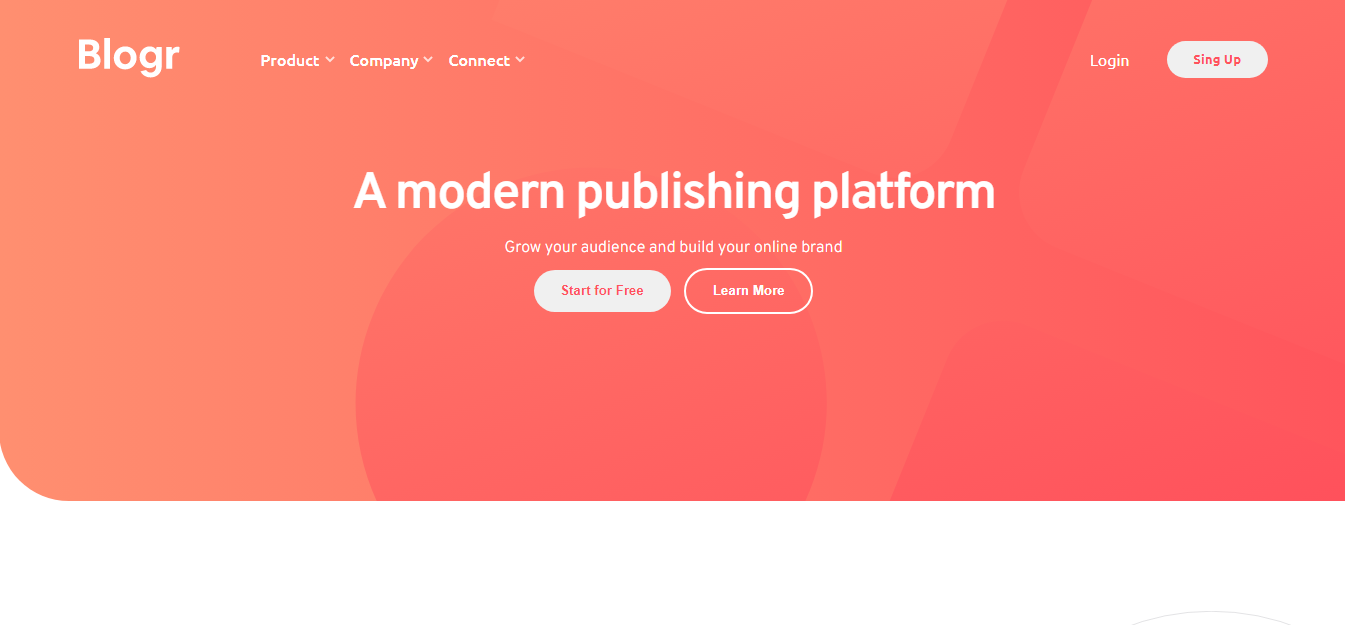 Blogr Product Company Connect Login Sing Up
A modern publishing platform
Grow your audience and build your online brand
Start for Free Learn More